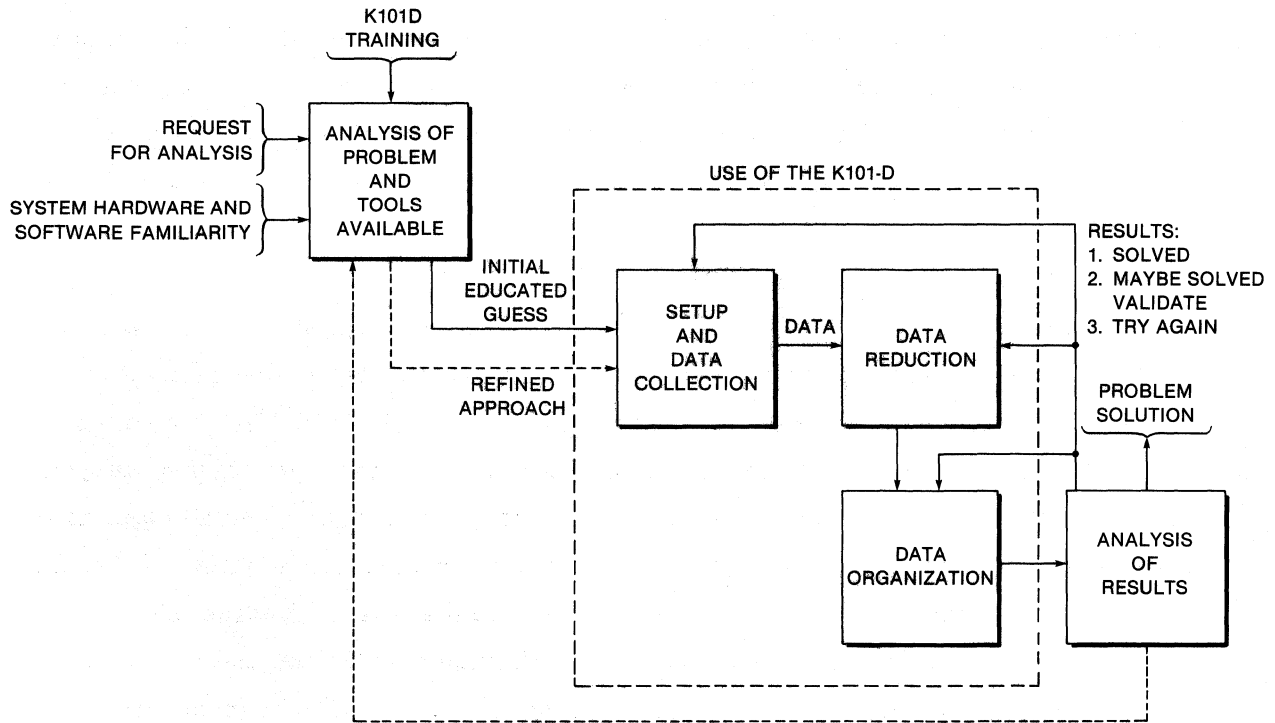 K101D
TRAINING
REQUEST
FOR ANALYSIS
SYSTEM HARDWARE AND
SOFTWARE FAMILIARITY
ANALYSIS OF
PROBLEM
AND
TOOLS
AVAILABLE
USE OF THE K101-D
INITIAL
EDUCATED
GUESS
REFINED
APPROACH
SETUP
AND
DATA
COLLECTION
DATA
DATA
REDUCTION
RESULTS:
1. SOLVED
2. MAYBE SOLVED
VALIDATE
3. TRY AGAIN
PROBLEM
SOLUTION
DATA
ORGANIZATION
ANALYSIS
OF
RESULTS